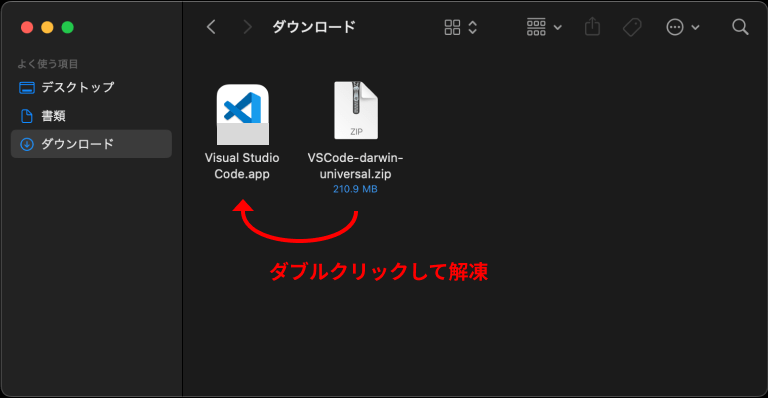 ダウンロード
よく使う項目
デスクトップ
書類
ダウンロード
ZIP
Visual Studio
Code.app
VSCode-darwin-
universal.zip
210.9 MB
ダブルクリックして解凍